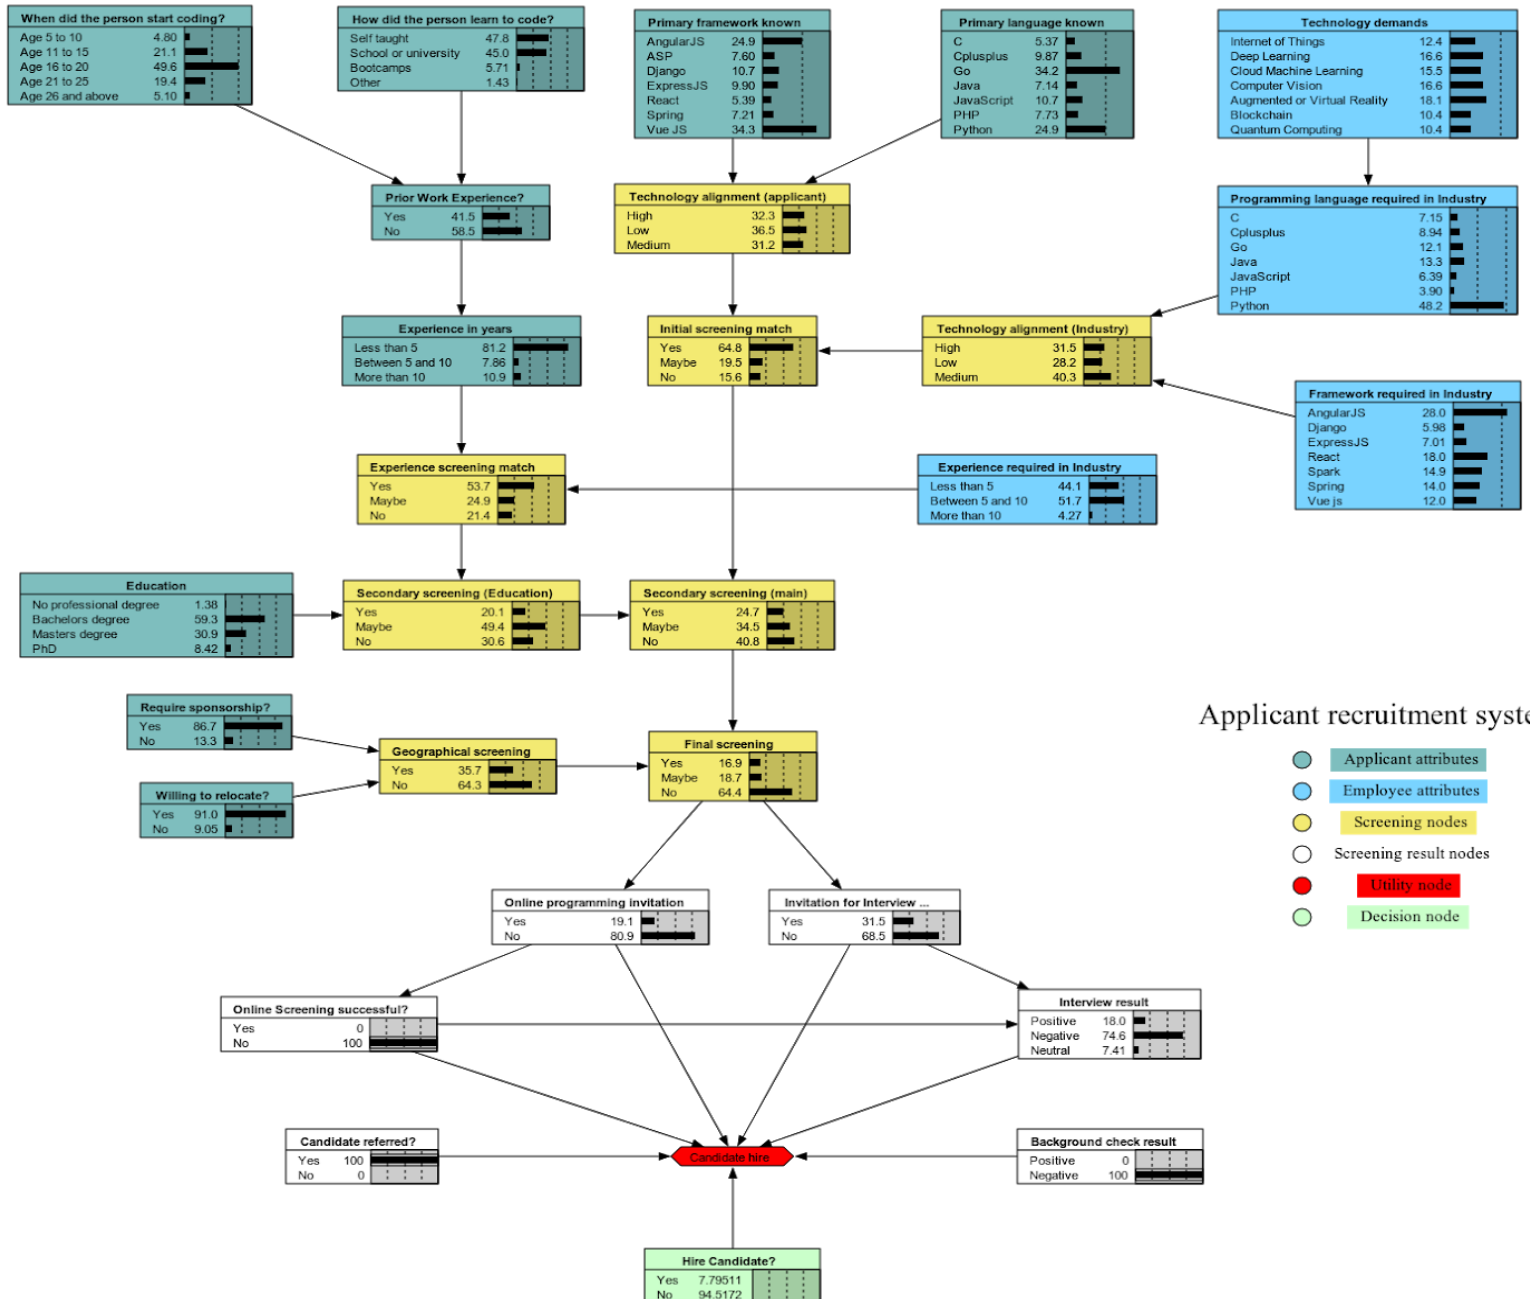 When did the person start coding?
Age 5 to 10 4.80
Age 11 to 15 21.1
Age 16 to 20 49.6
Age 21 to 25 19.4
Age 26 and above 5.10
How did the person learn to code?
Self taught 47.8
School or university 45.0
Bootcamps 5.71
Other 1.43
Primary framework known
AngularJS 24.9
ASP 7.60
Django 10.7
ExpressJS 9.90
React 5.39
Spring 7.21
Vue JS 34.3
Primary language known
C 5.37
Cplusplus 9.87
Go 34.2
Java 7.14
JavaScript 10.7
PHP 7.73
Python 24.9
Technology demands
Internet of Things 12.4
Deep Learning 16.6
Cloud Machine Learning 15.5
Computer Vision 16.6
Augmented or Virtual Reality 18.1
Blockchain 10.4
Quantum Computing 10.4
Prior Work Experience?
Yes 41.5
No 58.5
Technology alignment (applicant)
High 32.3
Low 36.5
Medium 31.2
Programming language required in Industry
C 7.15
Cplusplus 8.94
Go 12.1
Java 13.3
JavaScript 6.39
PHP 3.90
Python 48.2
Experience in years
Less than 5 81.2
Between 5 and 10 7.86
More than 10 10.9
Initial screening match
Yes 64.8
Maybe 19.5
No 15.6
Technology alignment (Industry)
High 31.5
Low 28.2
Medium 40.3
Framework required in Industry
AngularJS 28.0
Django 5.98
ExpressJS 7.01
React 18.0
Spark 14.9
Spring 14.0
Vue js 12.0
Experience screening match
Yes 53.7
Maybe 24.9
No 21.4
Experience required in Industry
Less than 5 44.1
Between 5 and 10 51.7
More than 10 4.27
Education
No professional degree 1.38
Bachelors degree 59.3
Masters degree 30.9
PhD 8.42
Secondary screening (Education)
Yes 20.1
Maybe 49.4
No 30.6
Secondary screening (main)
Yes 24.7
Maybe 34.5
No 40.8
Require sponsorship?
Yes 86.7
No 13.3
Geographical screening
Yes 35.7
No 64.3
Final screening
Yes 16.9
Maybe 18.7
No 64.4
Willing to relocate?
Yes 91.0
No 9.05
Applicant recruitment syste
Applicant attributes
Employee attributes
Screening nodes
Screening result nodes
Utility node
Decision node
Online programming invitation
Yes 19.1
No 80.9
Invitation for Interview ...
Yes 31.5
No 68.5
Online Screening successful?
Yes 0
No 100
Interview result
Positive 18.0
Negative 74.6
Neutral 7.41
Candidate referred?
Yes 100
No 0
Candidate hire
Background check result
Positive 0
Negative 100
Hire Candidate?
Yes 7.79511
No 94.5172